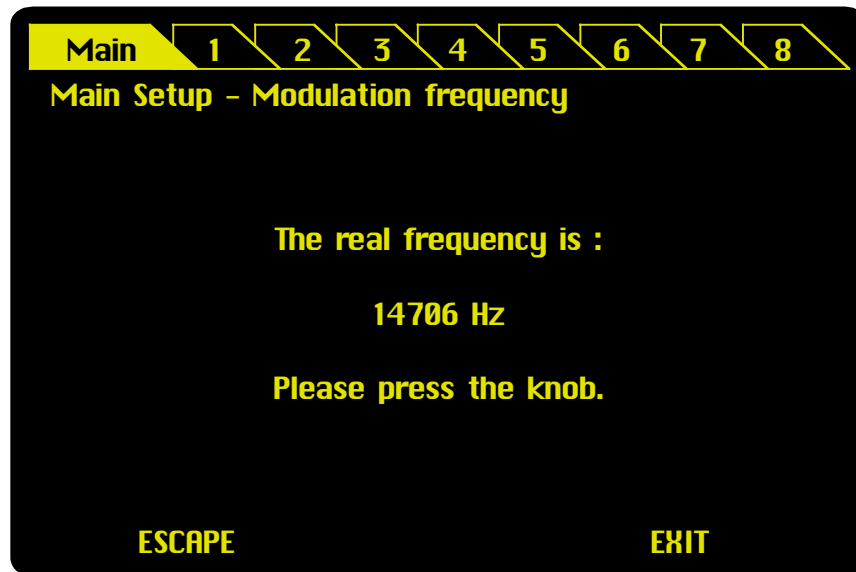 Main 1 2 3 4 5 6 7 8
Main Setup - Modulation frequency
The real frequency is :
14706 Hz
Please press the knob.
ESCAPE EXIT